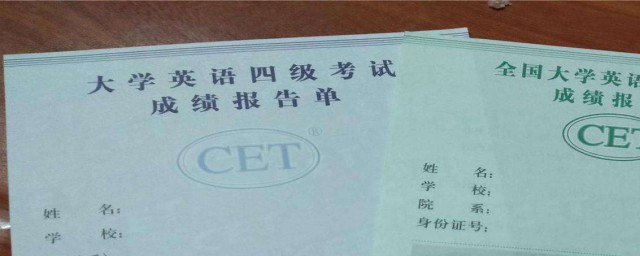 大学英语四级考试
成绩报告单
CET®
姓 名：
学 校：
全国大学英语
成绩报
CET
姓 名：
学 校：
院 系：
身份证号：